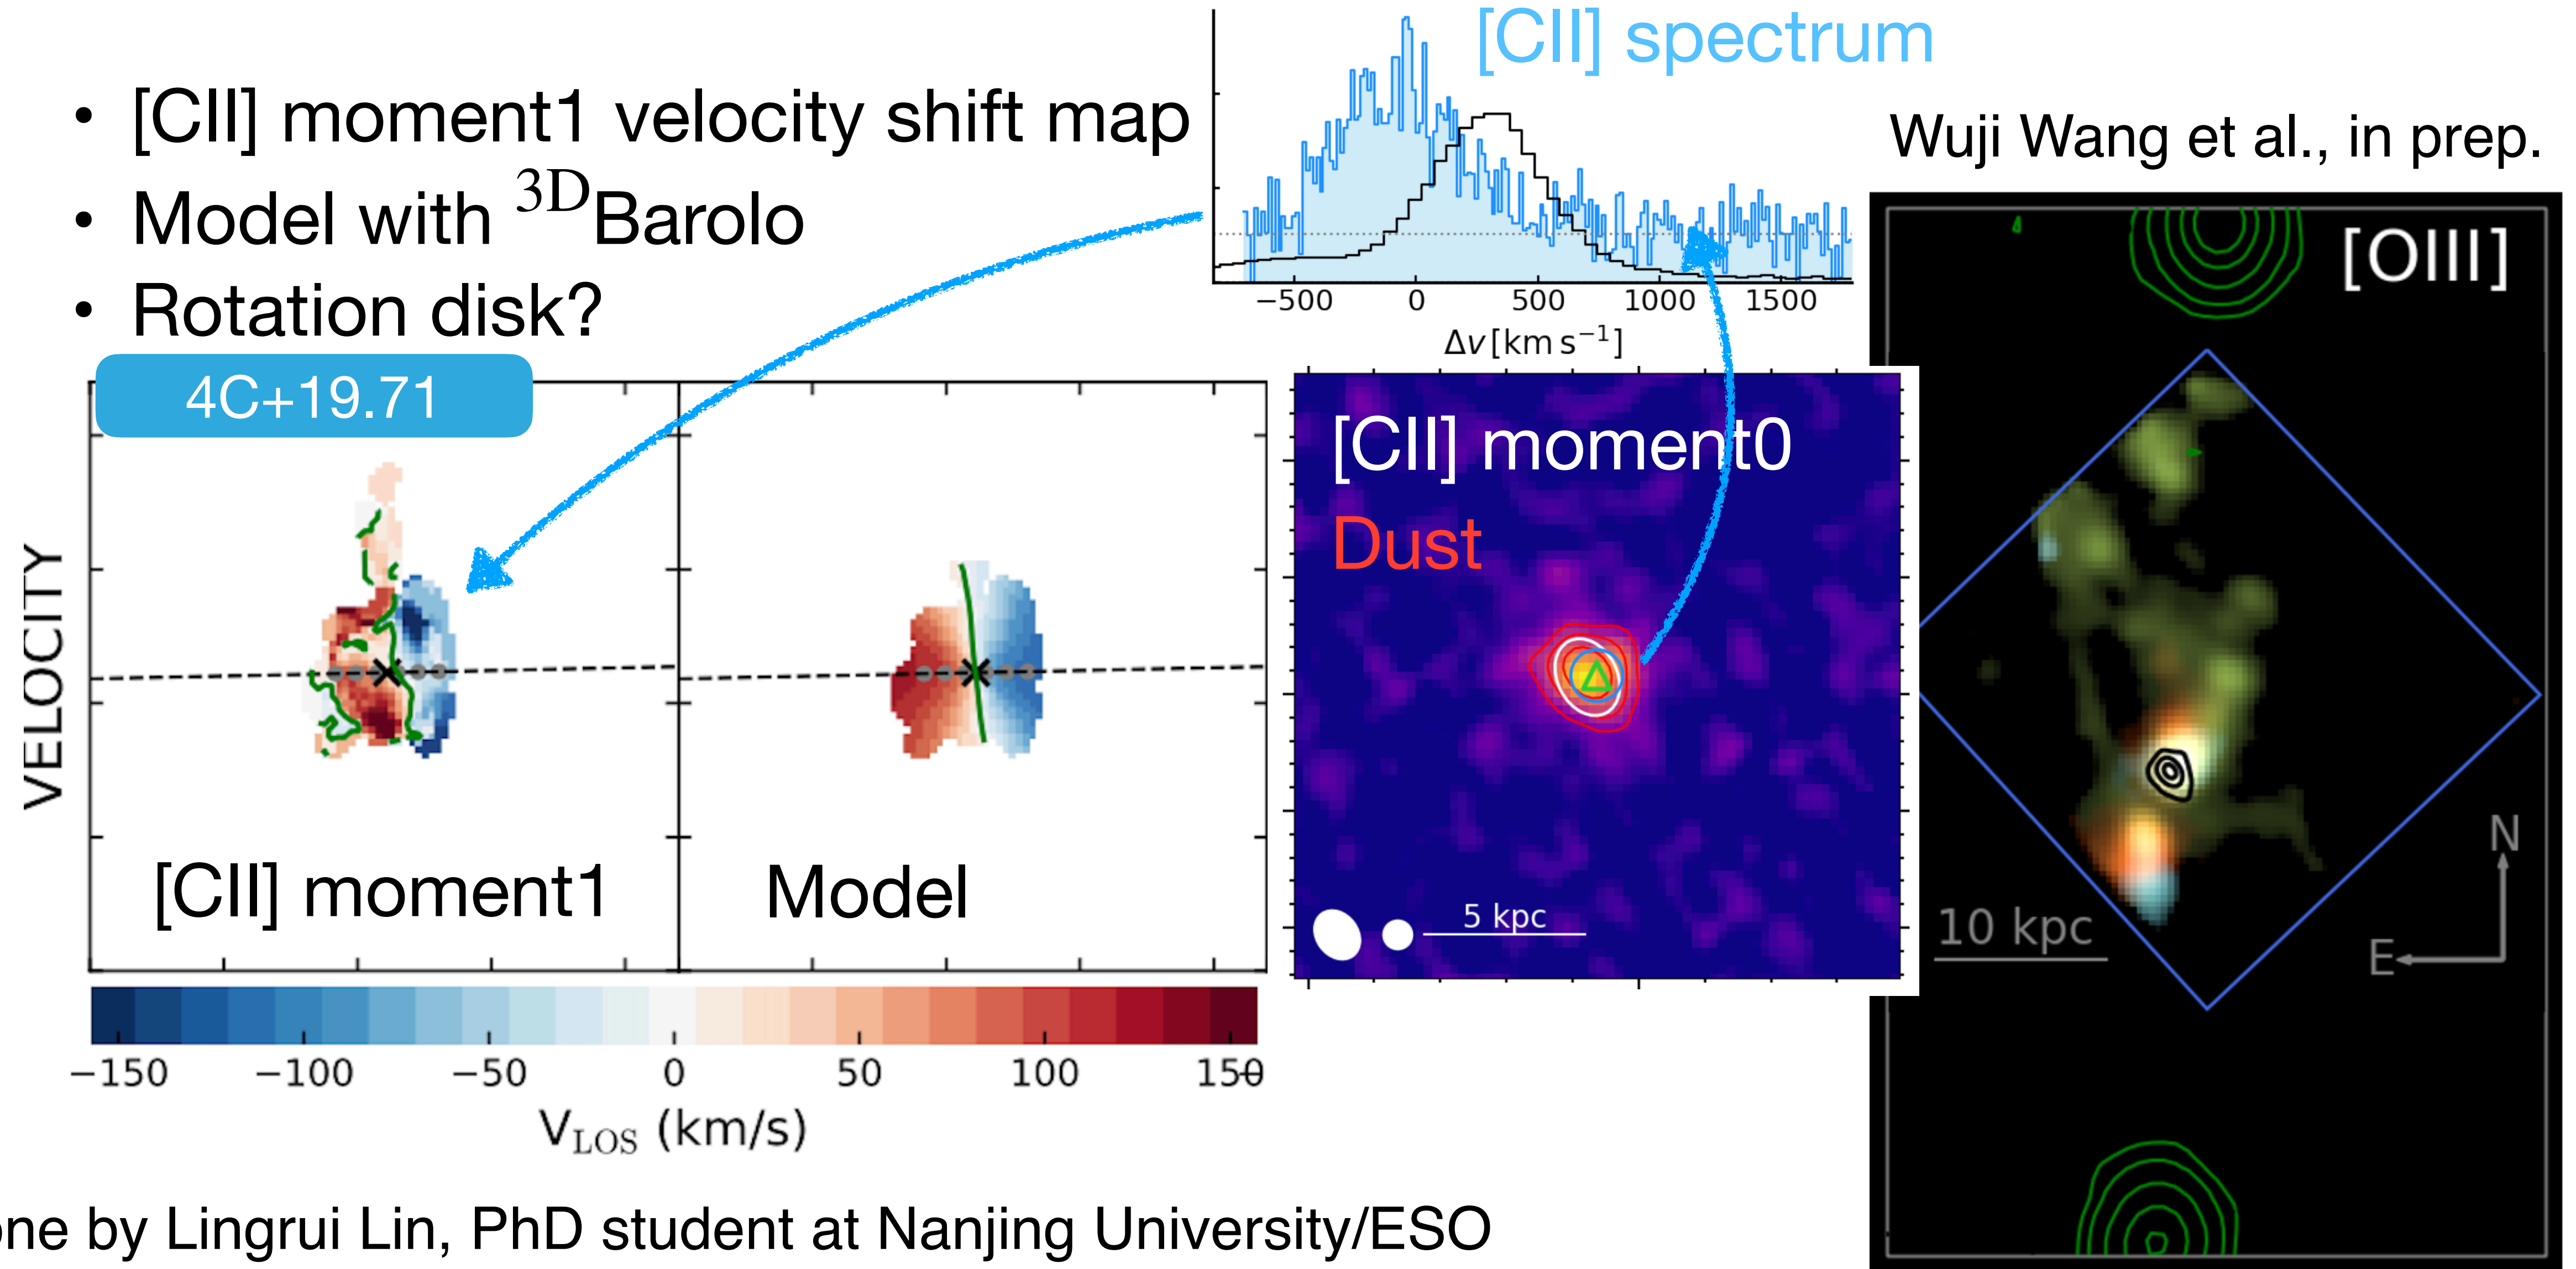 [CII] spectrum
• [CII] moment1 velocity shift map
• Model with ³ᴰBarolo
• Rotation disk?
4C+19.71
Wuji Wang et al., in prep.
−500 0 500 1000 1500
Δv [km s⁻¹]
[OIII]
[CII] moment0
Dust
VELOCITY
[CII] moment1
Model
5 kpc
10 kpc
N
E
−150 −100 −50 0 50 100 150
V_LOS (km/s)
by Lingrui Lin, PhD student at Nanjing University/ESO